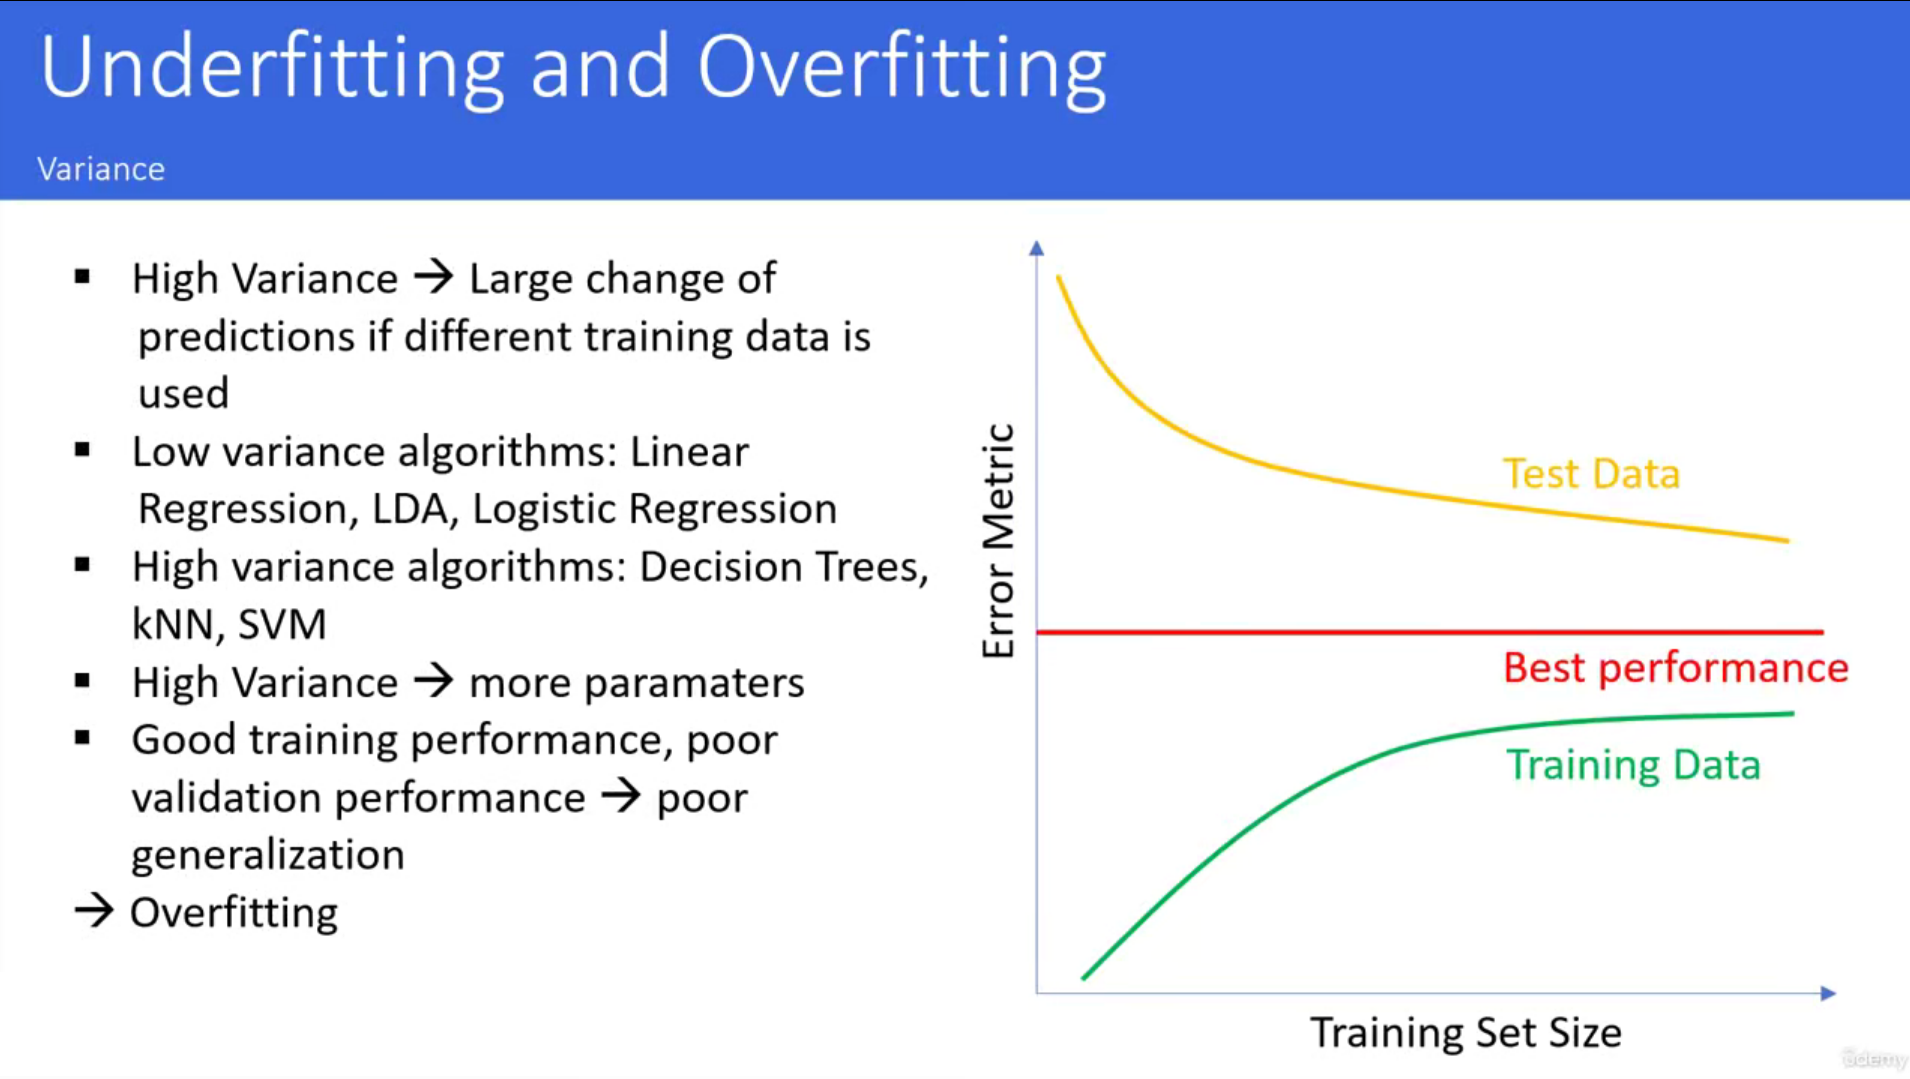 Underfitting and Overfitting
Variance
▪ High Variance → Large change of
predictions if different training data is
used
▪ Low variance algorithms: Linear
Regression, LDA, Logistic Regression
▪ High variance algorithms: Decision Trees,
kNN, SVM
▪ High Variance → more paramaters
▪ Good training performance, poor
validation performance → poor
generalization
→ Overfitting
Error Metric
Test Data
Best performance
Training Data
Training Set Size
ûdemy